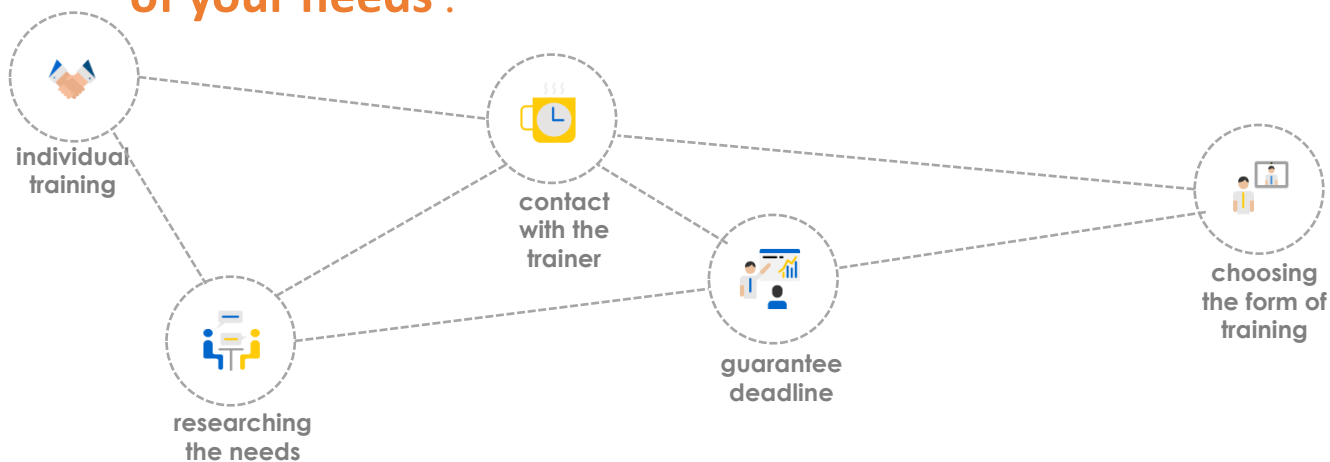 of your needs .
individual
training
contact
with the
trainer
choosing
the form of
training
guarantee
deadline
researching
the needs